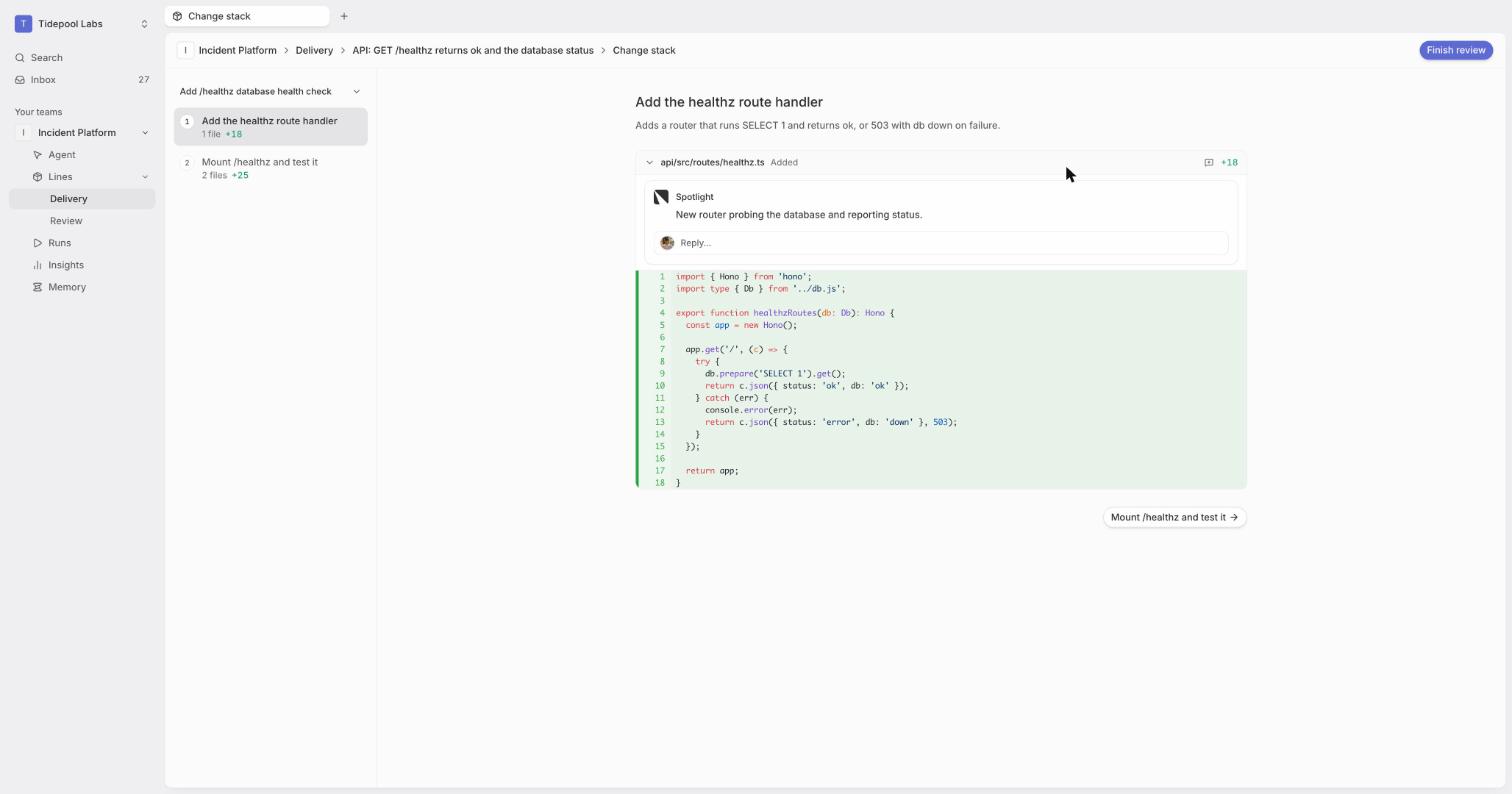 T Tidepool Labs
Search
Inbox 27
Your teams
I Incident Platform
Agent
Lines
Delivery
Review
Runs
Insights
Memory
Change stack
I Incident Platform > Delivery > API: GET /healthz returns ok and the database status > Change stack
Finish review
Add /healthz database health check
1 Add the healthz route handler
1 file +18
2 Mount /healthz and test it
2 files +25
Add the healthz route handler
Adds a router that runs SELECT 1 and returns ok, or 503 with db down on failure.
api/src/routes/healthz.ts Added +18
Spotlight
New router probing the database and reporting status.
Reply...
1 import { Hono } from 'hono';
2 import type { Db } from '../db.js';
3
4 export function healthzRoutes(db: Db): Hono {
5   const app = new Hono();
6
7   app.get('/', (c) => {
8     try {
9       db.prepare('SELECT 1').get();
10       return c.json({ status: 'ok', db: 'ok' });
11     } catch (err) {
12       console.error(err);
13       return c.json({ status: 'error', db: 'down' }, 503);
14     }
15   });
16
17   return app;
18 }
Mount /healthz and test it →